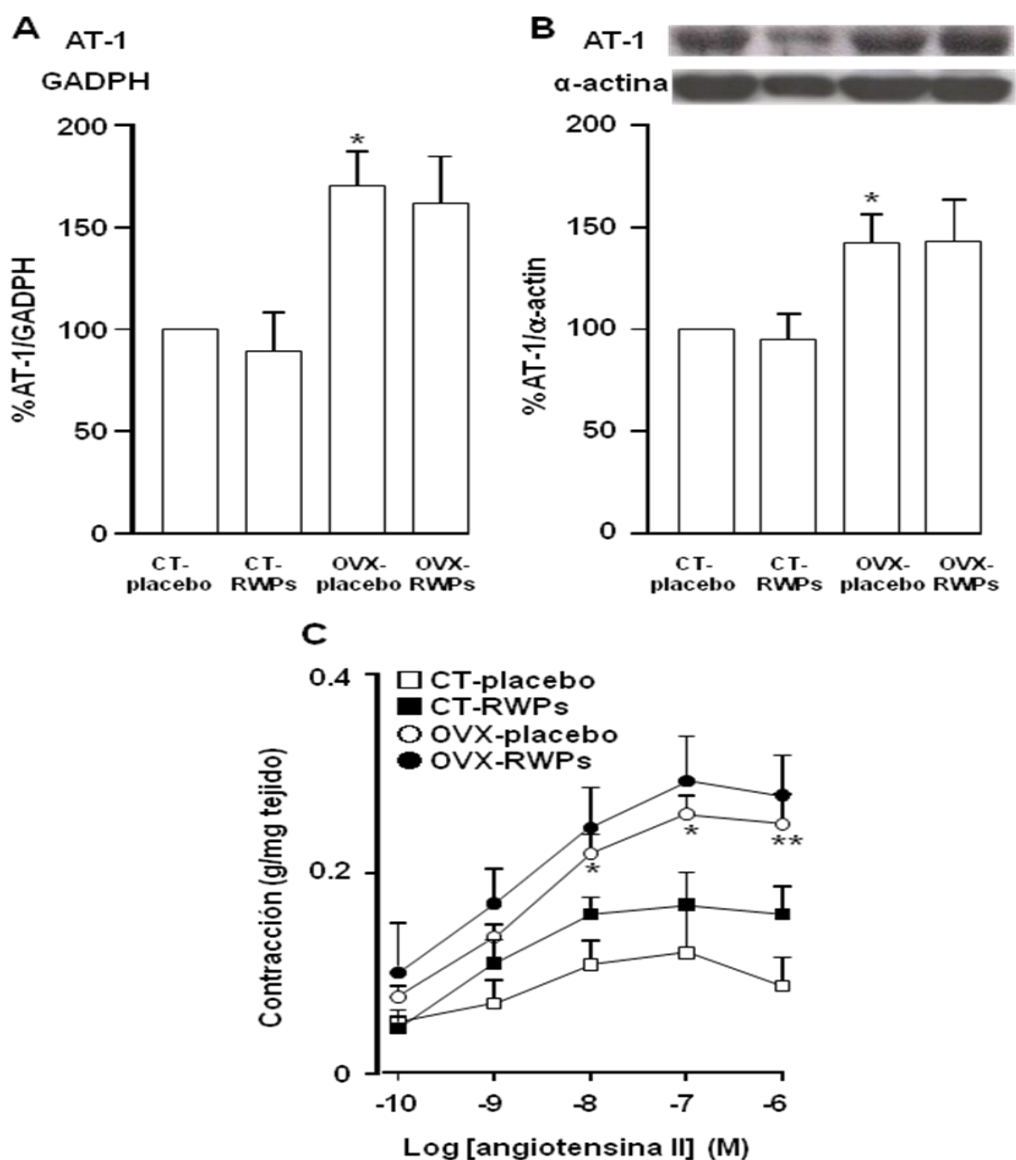 A
AT-1
GADPH
200
150
100
50
0
%AT-1/GADPH
*
CT-
placebo
CT-
RWPs
OVX-
placebo
OVX-
RWPs
B
AT-1
α-actina
200
150
100
50
0
%AT-1/α-actin
*
CT-
placebo
CT-
RWPs
OVX-
placebo
OVX-
RWPs
C
0.4
0.2
0
Contracción (g/mg tejido)
CT-placebo
CT-RWPs
OVX-placebo
OVX-RWPs
*
*
**
-10
-9
-8
-7
-6
Log [angiotensina II] (M)